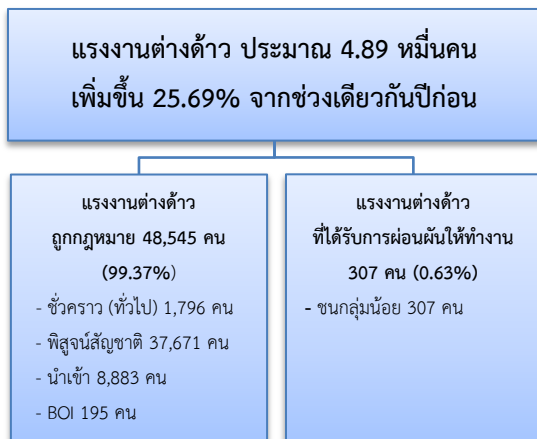 แรงงานต่างด้าว ประมาณ 4.89 หมื่นคน
เพิ่มขึ้น 25.69% จากช่วงเดียวกันปีก่อน
แรงงานต่างด้าว
ถูกกฎหมาย 48,545 คน
(99.37%)
- ชั่วคราว (ทั่วไป) 1,796 คน
- พิสูจน์สัญชาติ 37,671 คน
- นำเข้า 8,883 คน
- BOI 195 คน
แรงงานต่างด้าว
ที่ได้รับการผ่อนผันให้ทำงาน
307 คน (0.63%)
- ชนกลุ่มน้อย 307 คน